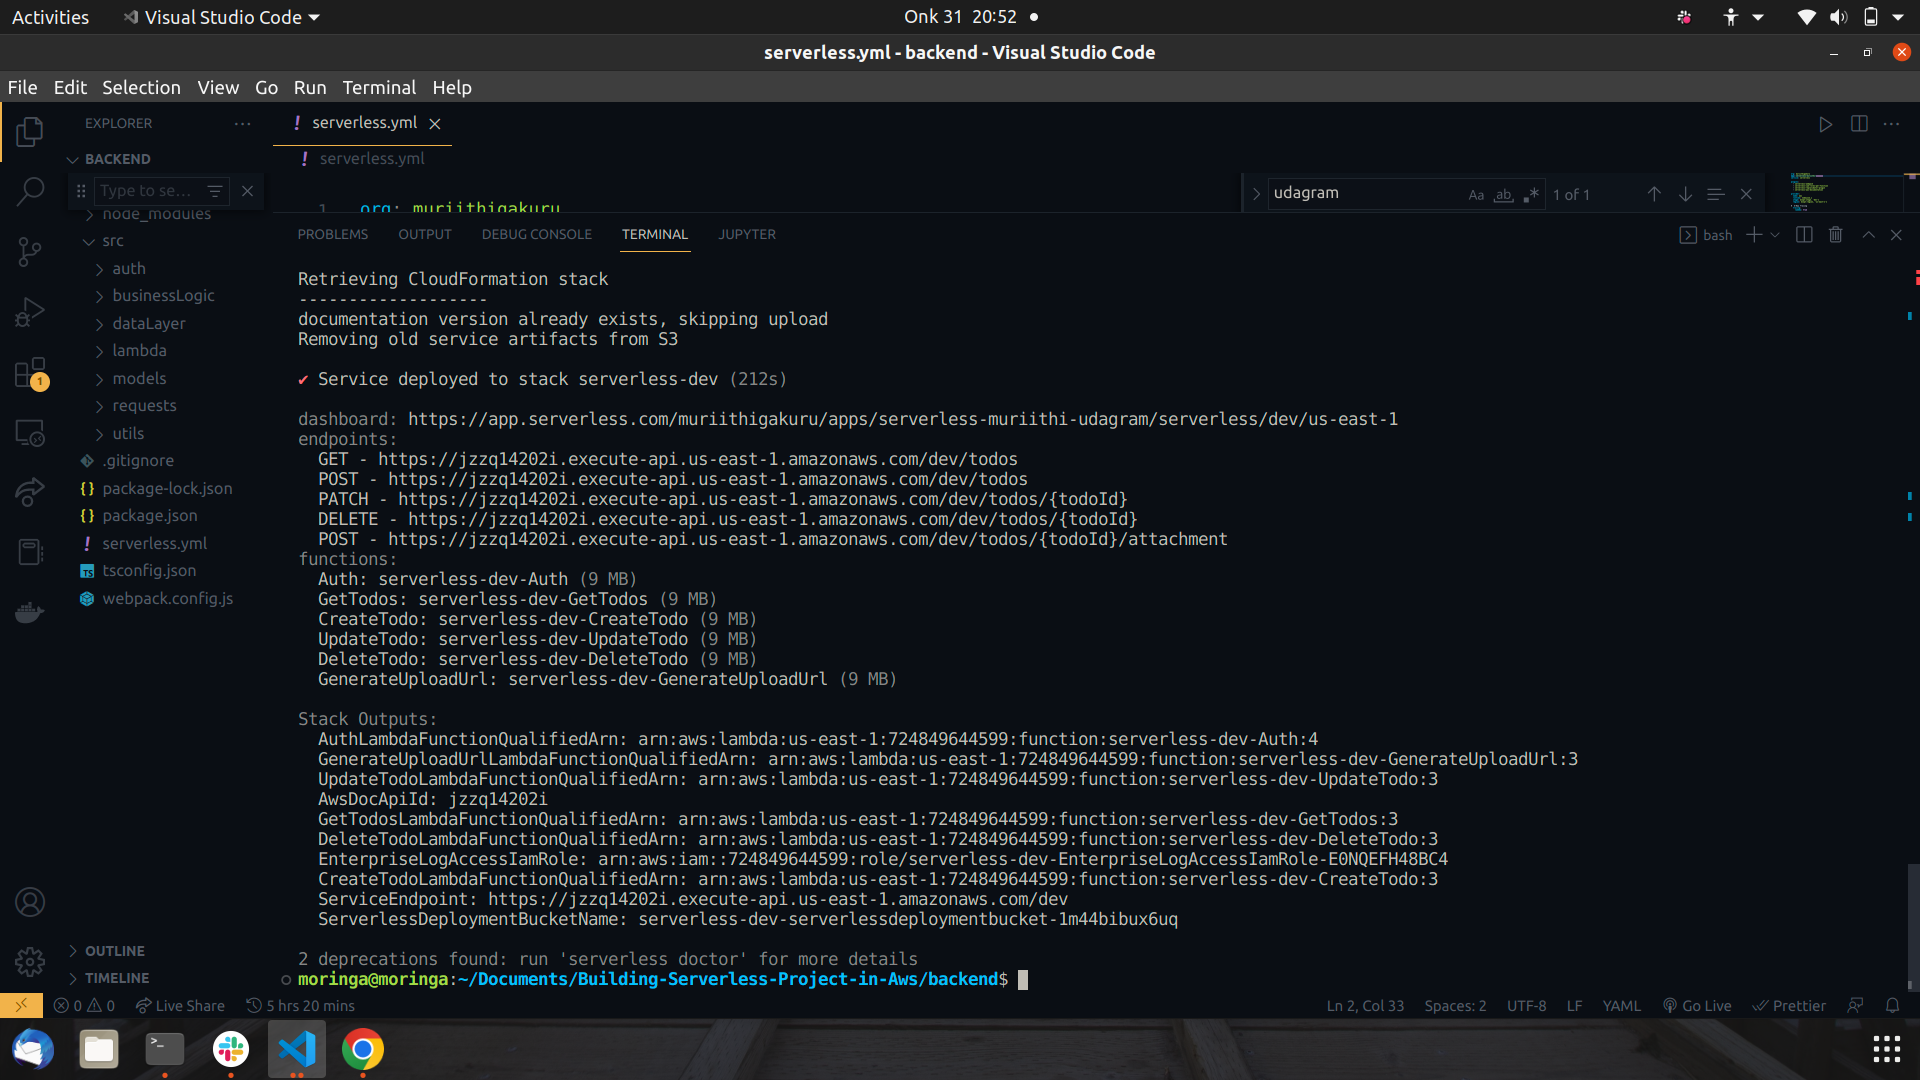 Activities
Visual Studio Code
Onk 31 20:52
serverless.yml - backend - Visual Studio Code
File Edit Selection View Go Run Terminal Help
EXPLORER
serverless.yml
BACKEND
serverless.yml
Type to se...
udagram
Aa ab .* 1 of 1
node_modules
1 org: muriithigakuru
src
auth
businessLogic
dataLayer
lambda
models
requests
utils
.gitignore
package-lock.json
package.json
serverless.yml
tsconfig.json
webpack.config.js
1
OUTLINE
TIMELINE
PROBLEMS OUTPUT DEBUG CONSOLE TERMINAL JUPYTER
bash
Retrieving CloudFormation stack
-------------------
documentation version already exists, skipping upload
Removing old service artifacts from S3
✔ Service deployed to stack serverless-dev (212s)
dashboard: https://app.serverless.com/muriithigakuru/apps/serverless-muriithi-udagram/serverless/dev/us-east-1
endpoints:
GET - https://jzzq14202i.execute-api.us-east-1.amazonaws.com/dev/todos
POST - https://jzzq14202i.execute-api.us-east-1.amazonaws.com/dev/todos
PATCH - https://jzzq14202i.execute-api.us-east-1.amazonaws.com/dev/todos/{todoId}
DELETE - https://jzzq14202i.execute-api.us-east-1.amazonaws.com/dev/todos/{todoId}
POST - https://jzzq14202i.execute-api.us-east-1.amazonaws.com/dev/todos/{todoId}/attachment
functions:
Auth: serverless-dev-Auth (9 MB)
GetTodos: serverless-dev-GetTodos (9 MB)
CreateTodo: serverless-dev-CreateTodo (9 MB)
UpdateTodo: serverless-dev-UpdateTodo (9 MB)
DeleteTodo: serverless-dev-DeleteTodo (9 MB)
GenerateUploadUrl: serverless-dev-GenerateUploadUrl (9 MB)
Stack Outputs:
AuthLambdaFunctionQualifiedArn: arn:aws:lambda:us-east-1:724849644599:function:serverless-dev-Auth:4
GenerateUploadUrlLambdaFunctionQualifiedArn: arn:aws:lambda:us-east-1:724849644599:function:serverless-dev-GenerateUploadUrl:3
UpdateTodoLambdaFunctionQualifiedArn: arn:aws:lambda:us-east-1:724849644599:function:serverless-dev-UpdateTodo:3
AwsDocApiId: jzzq14202i
GetTodosLambdaFunctionQualifiedArn: arn:aws:lambda:us-east-1:724849644599:function:serverless-dev-GetTodos:3
DeleteTodoLambdaFunctionQualifiedArn: arn:aws:lambda:us-east-1:724849644599:function:serverless-dev-DeleteTodo:3
EnterpriseLogAccessIamRole: arn:aws:iam::724849644599:role/serverless-dev-EnterpriseLogAccessIamRole-E0NQEFH48BC4
CreateTodoLambdaFunctionQualifiedArn: arn:aws:lambda:us-east-1:724849644599:function:serverless-dev-CreateTodo:3
ServiceEndpoint: https://jzzq14202i.execute-api.us-east-1.amazonaws.com/dev
ServerlessDeploymentBucketName: serverless-dev-serverlessdeploymentbucket-1m44bibux6uq
2 deprecations found: run 'serverless doctor' for more details
moringa@moringa:~/Documents/Building-Serverless-Project-in-Aws/backend$
0 0 Live Share 5 hrs 20 mins
Ln 2, Col 33 Spaces: 2 UTF-8 LF YAML Go Live Prettier